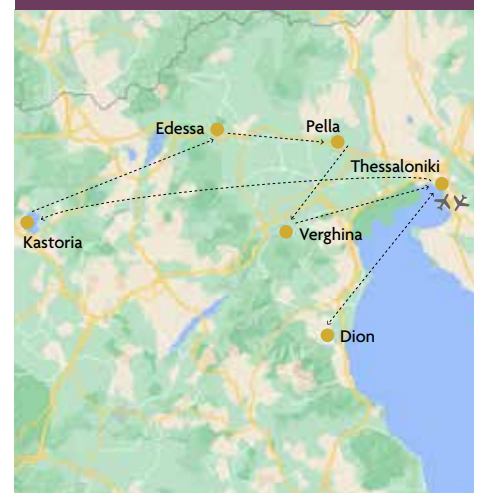 Edessa
Pella
Thessaloniki
Kastoria
Verghina
Dion